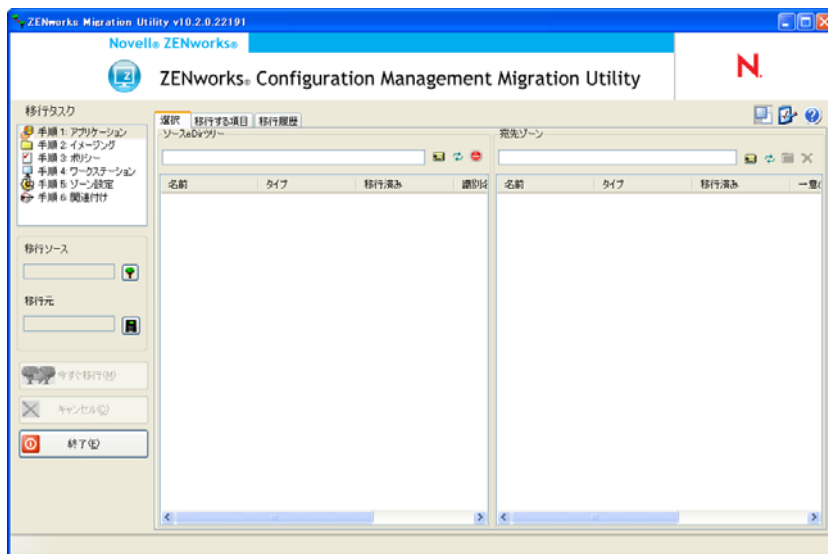 ZENworks Migration Utility v10.2.0.22191
Novell® ZENworks®
ZENworks® Configuration Management Migration Utility
N.
移行タスク
手順 1: アプリケーション
手順 2: イメージング
手順 3: ポリシー
手順 4: ワークステーション
手順 5: ゾーン設定
手順 6: 関連付け
移行ソース
移行元
今すぐ移行(M)
キャンセル(C)
終了(E)
選択 移行する項目 移行履歴
ソースeDirツリー
名前 タイプ 移行済み
宛先ゾーン
名前 タイプ 移行済み